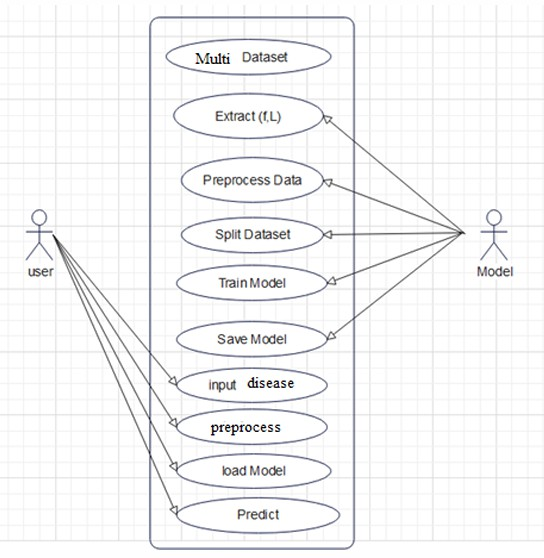 Multi Dataset
Extract (f,L)
Preprocess Data
Split Dataset
user
Model
Train Model
Save Model
input disease
preprocess
load Model
Predict